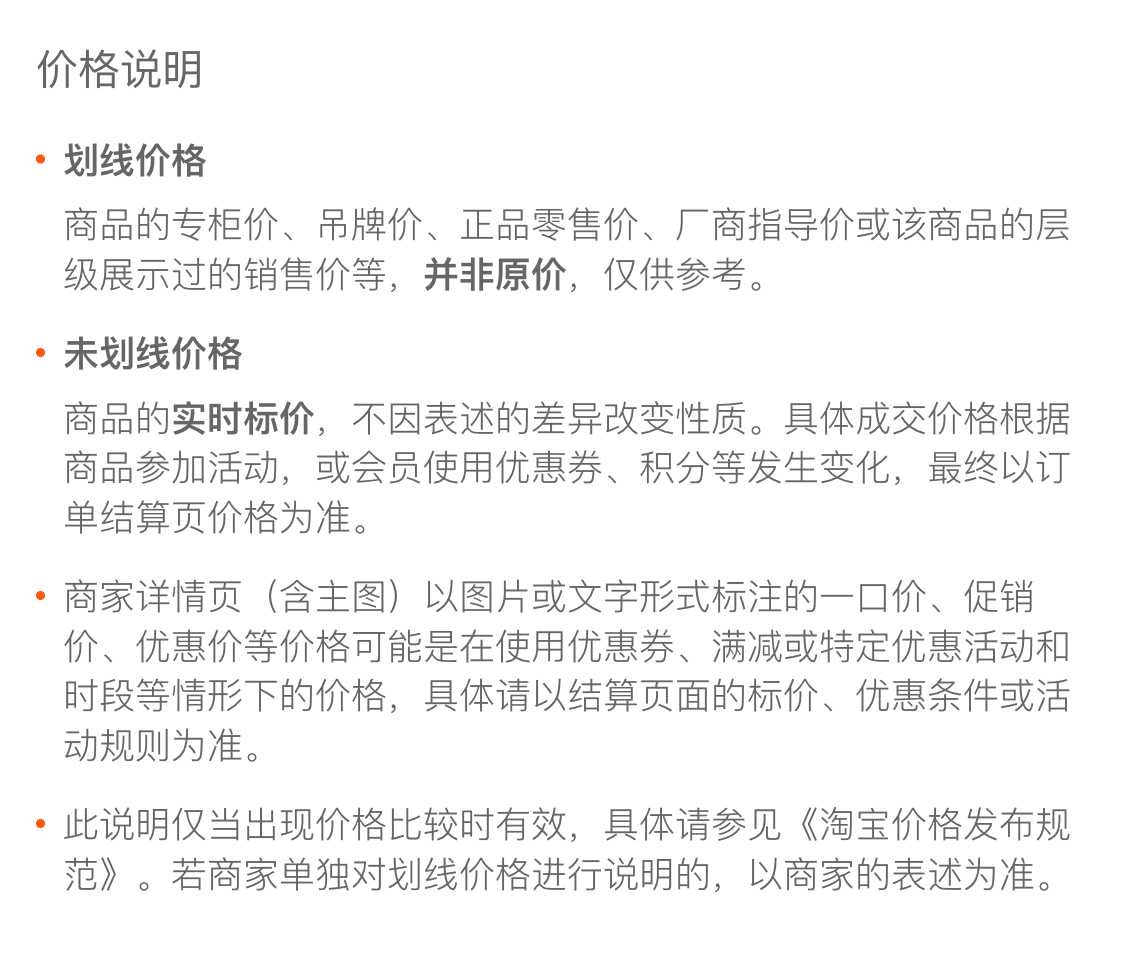 价格说明
• 划线价格
商品的专柜价、吊牌价、正品零售价、厂商指导价或该商品的层
级展示过的销售价等，并非原价，仅供参考。
• 未划线价格
商品的实时标价，不因表述的差异改变性质。具体成交价格根据
商品参加活动，或会员使用优惠券、积分等发生变化，最终以订
单结算页价格为准。
• 商家详情页（含主图）以图片或文字形式标注的一口价、促销
价、优惠价等价格可能是在使用优惠券、满减或特定优惠活动和
时段等情形下的价格，具体请以结算页面的标价、优惠条件或活
动规则为准。
• 此说明仅当出现价格比较时有效，具体请参见《淘宝价格发布规
范》。若商家单独对划线价格进行说明的，以商家的表述为准。